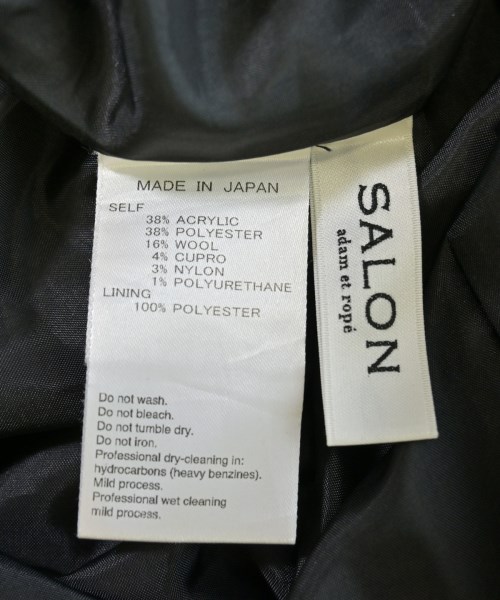 MADE IN JAPAN
SELF
38% ACRYLIC
38% POLYESTER
16% WOOL
4% CUPRO
3% NYLON
1% POLYURETHANE
LINING
100% POLYESTER
Do not wash.
Do not bleach.
Do not tumble dry.
Do not iron.
Professional dry-cleaning in:
hydrocarbons (heavy benzines).
Mild process.
Professional wet cleaning
mild process.
SALON
adam et ropé